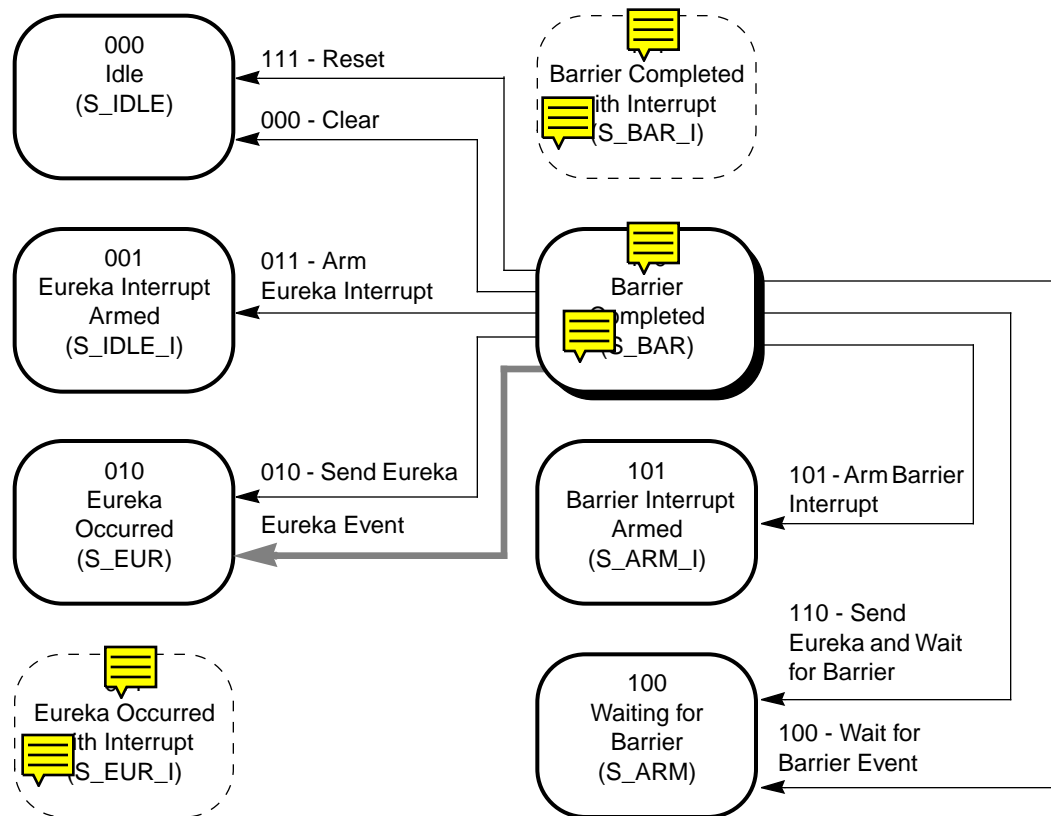 000
Idle
(S_IDLE)
111 - Reset
000 - Clear
Barrier Completed
Interrupt
(S_BAR_I)
001
Eureka Interrupt
Armed
(S_IDLE_I)
011 - Arm
Eureka Interrupt
Barrier
(S_BAR)
010
Eureka
Occurred
(S_EUR)
010 - Send Eureka
Eureka Event
101
Barrier Interrupt
Armed
(S_ARM_I)
101 - Arm Barrier
Interrupt
110 - Send
Eureka and Wait
for Barrier
Eureka Occurred
Interrupt
(S_EUR_I)
100
Waiting for
Barrier
(S_ARM)
100 - Wait for
Barrier Event